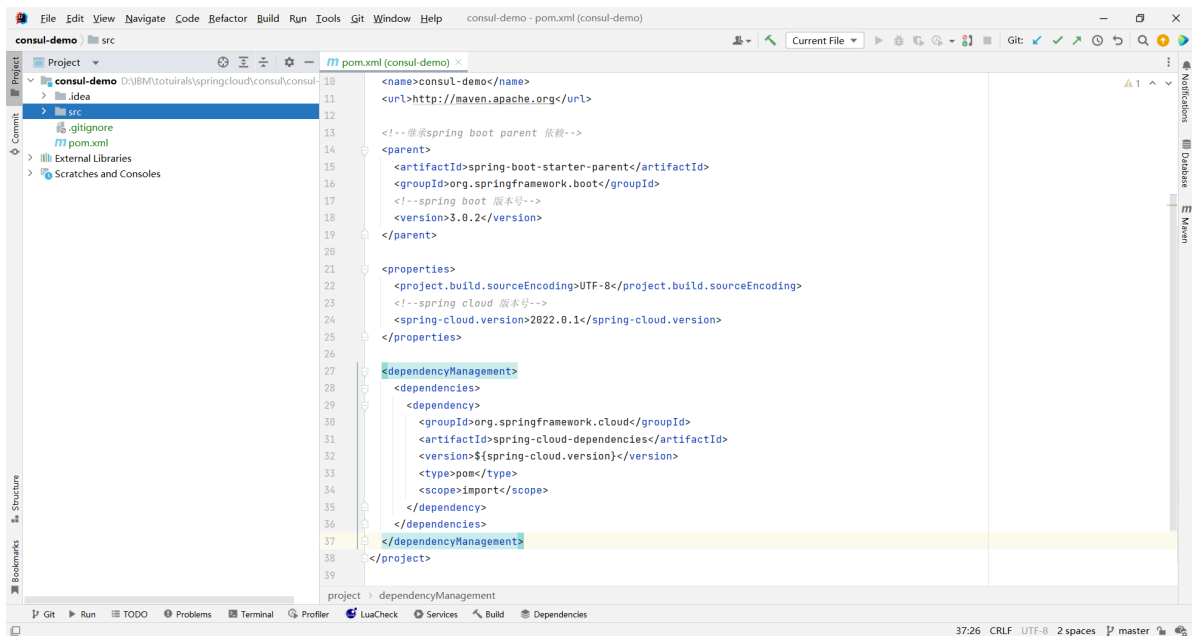 File Edit View Navigate Code Refactor Build Run Tools Git Window Help consul-demo - pom.xml (consul-demo)
consul-demo src Current File Git:
Project m pom.xml (consul-demo)
consul-demo D:\IBM\totuirals\springcloud\consul\consul-
.idea
src
.gitignore
m pom.xml
External Libraries
Scratches and Consoles
10 <name>consul-demo</name>
11 <url>http://maven.apache.org</url>
12
13 <!--继承spring boot parent 依赖-->
14 <parent>
15 <artifactId>spring-boot-starter-parent</artifactId>
16 <groupId>org.springframework.boot</groupId>
17 <!--spring boot 版本号-->
18 <version>3.0.2</version>
19 </parent>
20
21 <properties>
22 <project.build.sourceEncoding>UTF-8</project.build.sourceEncoding>
23 <!--spring cloud 版本号-->
24 <spring-cloud.version>2022.0.1</spring-cloud.version>
25 </properties>
26
27 <dependencyManagement>
28 <dependencies>
29 <dependency>
30 <groupId>org.springframework.cloud</groupId>
31 <artifactId>spring-cloud-dependencies</artifactId>
32 <version>${spring-cloud.version}</version>
33 <type>pom</type>
34 <scope>import</scope>
35 </dependency>
36 </dependencies>
37 </dependencyManagement>
38 </project>
39
1
Project
Commit
Structure
Bookmarks
Notifications
Database
m Maven
project > dependencyManagement
Git Run TODO Problems Terminal Profiler LuaCheck Services Build Dependencies
37:26 CRLF UTF-8 2 spaces master